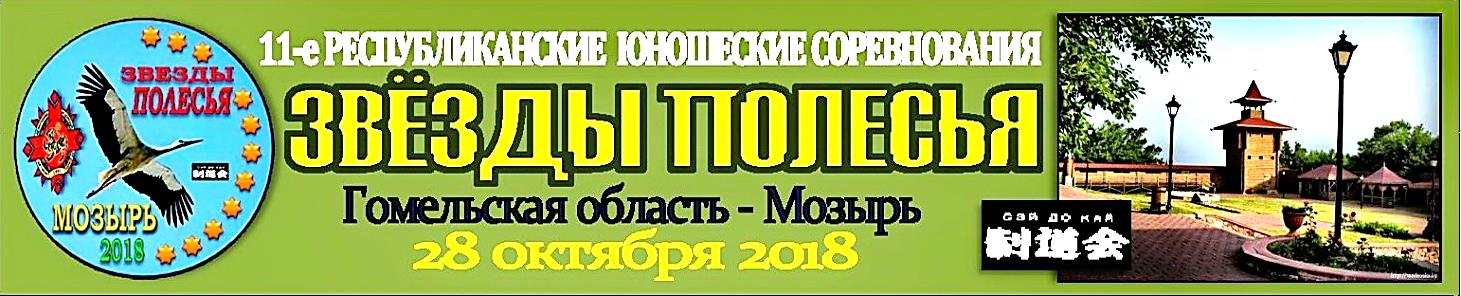 ЗВЕЗДЫ
ПОЛЕСЬЯ
МОЗЫРЬ
2018
11-е РЕСПУБЛИКАНСКИЕ ЮНОШЕСКИЕ СОРЕВНОВАНИЯ
ЗВЁЗДЫ ПОЛЕСЬЯ
Гомельская область - Мозырь
28 октября 2018
СЭЙ ДО КАЙ
制道会